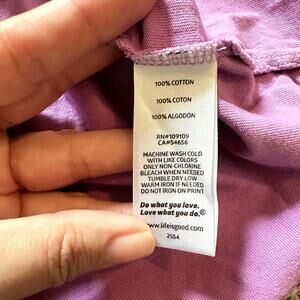 100% COTTON
100% COTON
100% ALGODÓN
RN#109109
CA#54656
MACHINE WASH COLD
WITH LIKE COLORS
ONLY NON-CHLORINE
BLEACH WHEN NEEDED
TUMBLE DRY LOW
WARM IRON IF NEEDED
DO NOT IRON ON PRINT
Do what you love.
Love what you do.®
www.lifeisgood.com
2554